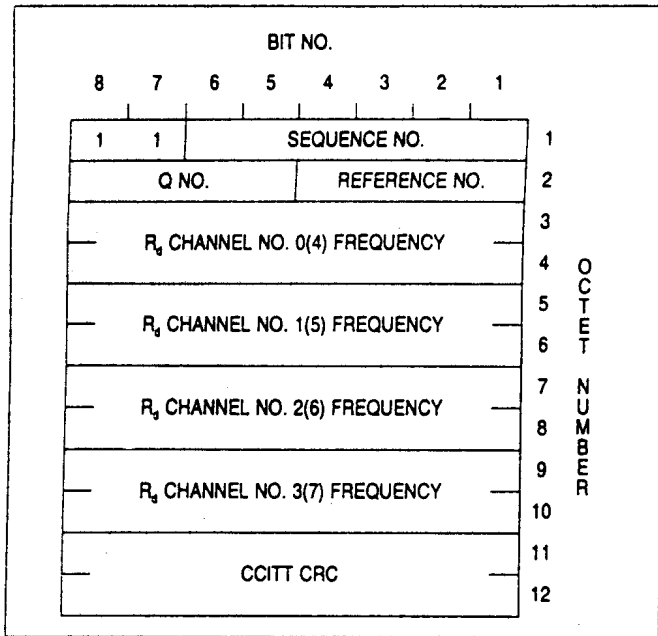 BIT NO.
8 7 6 5 4 3 2 1
1 1 SEQUENCE NO. 1
Q NO. REFERENCE NO. 2
3
Rd CHANNEL NO. 0(4) FREQUENCY
4
5
Rd CHANNEL NO. 1(5) FREQUENCY
6
7
Rd CHANNEL NO. 2(6) FREQUENCY
8
9
Rd CHANNEL NO. 3(7) FREQUENCY
10
11
CCITT CRC
12
OCTET NUMBER